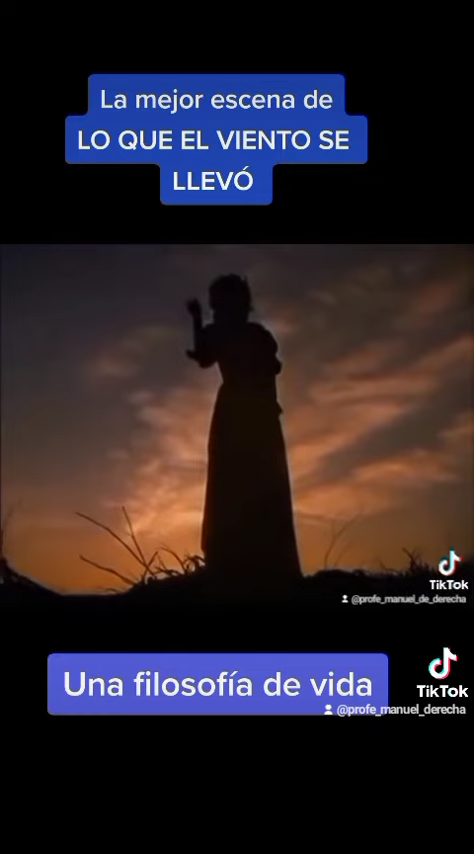 La mejor escena de
LO QUE EL VIENTO SE
LLEVÓ
TikTok
@profe_manuel_de_derecha
Una filosofía de vida
TikTok
@profe_manuel_derecha